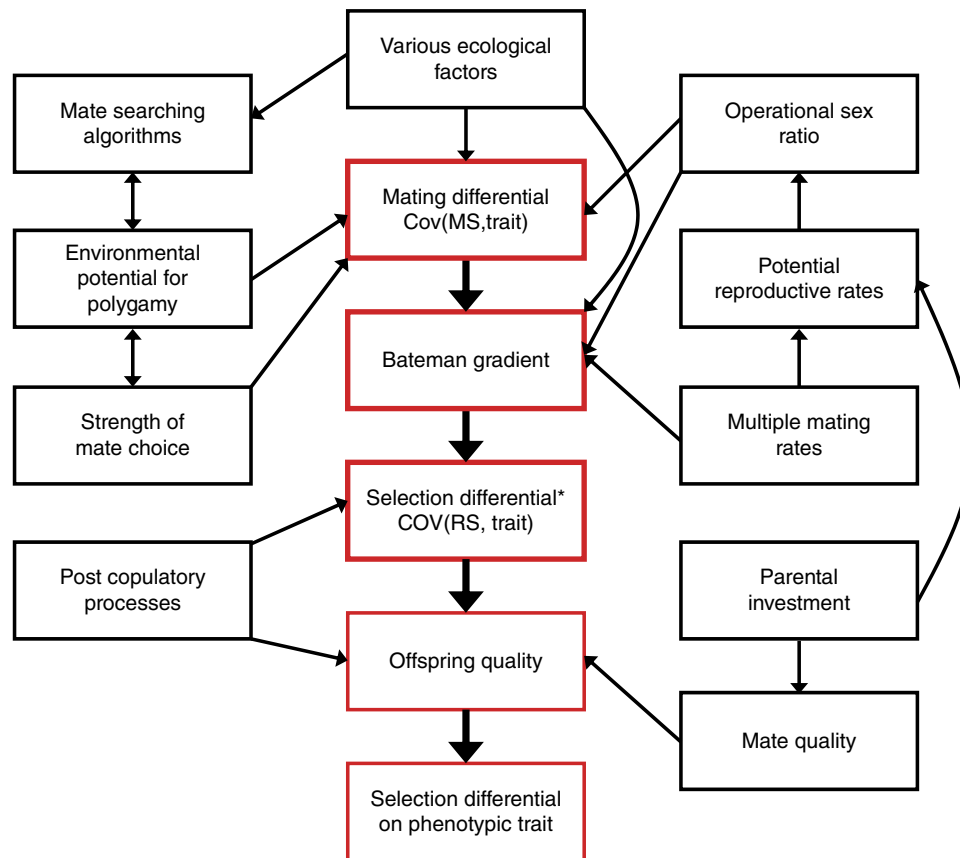 Various ecological
factors
Mate searching
algorithms
Operational sex
ratio
Mating differential
Cov(MS,trait)
Environmental
potential for
polygamy
Potential
reproductive rates
Bateman gradient
Strength of
mate choice
Multiple mating
rates
Selection differential*
COV(RS, trait)
Post copulatory
processes
Parental
investment
Offspring quality
Mate quality
Selection differential
on phenotypic trait